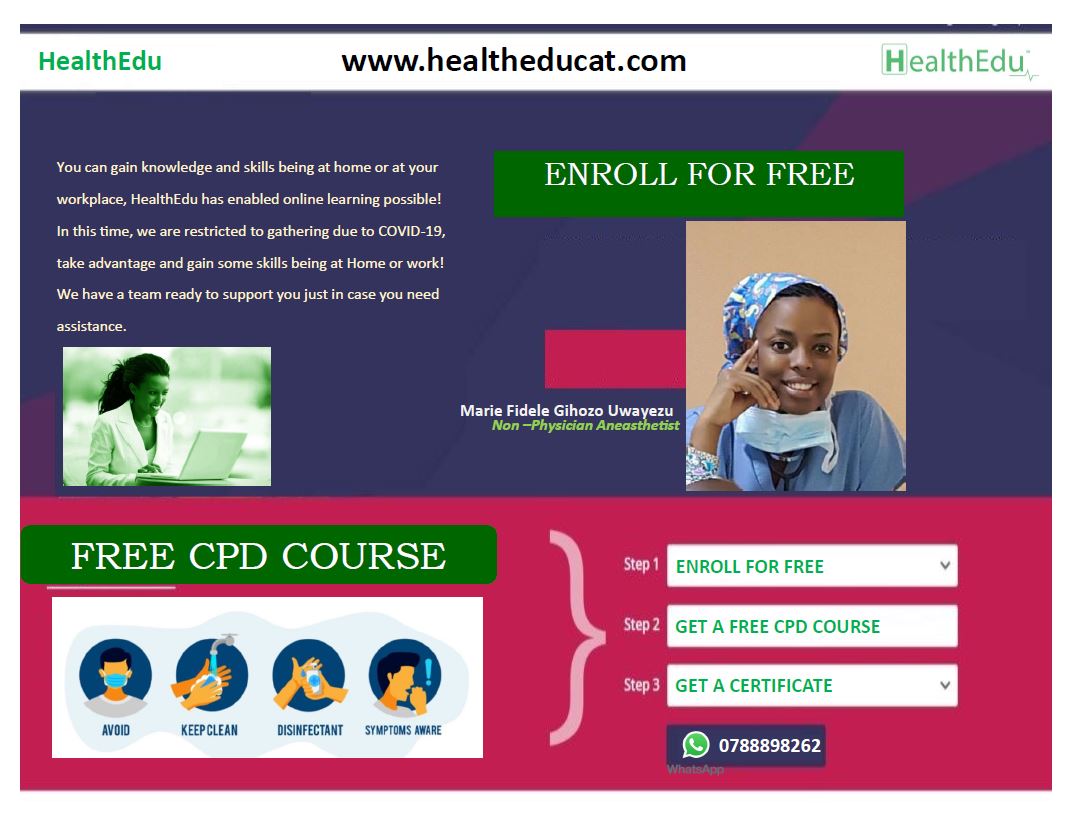 HealthEdu
www.healtheducat.com
HealthEdu
You can gain knowledge and skills being at home or at your
workplace, HealthEdu has enabled online learning possible!
In this time, we are restricted to gathering due to COVID-19,
take advantage and gain some skills being at Home or work!
We have a team ready to support you just in case you need
assistance.
ENROLL FOR FREE
Marie Fidele Gihozo Uwayezu
Non –Physician Aneasthetist
FREE CPD COURSE
AVOID
KEEP CLEAN
DISINFECTANT
SYMPTOMS AWARE
Step 1 ENROLL FOR FREE
Step 2 GET A FREE CPD COURSE
Step 3 GET A CERTIFICATE
0788898262
WhatsApp